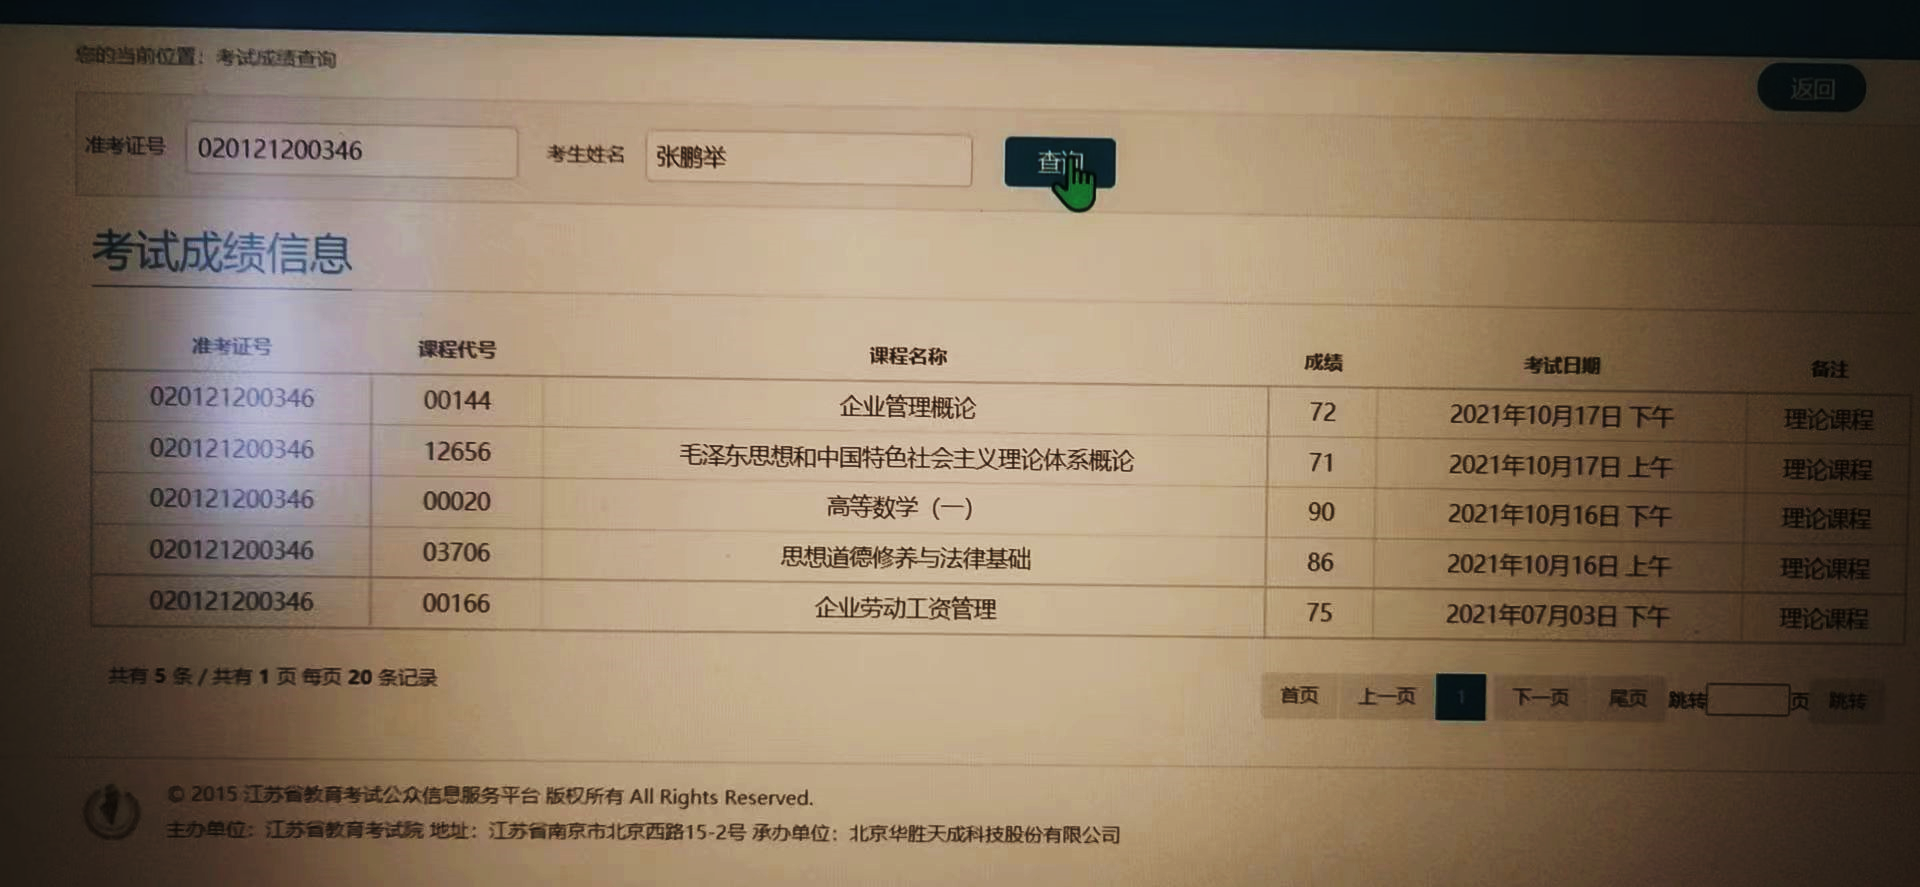 您的当前位置：考试成绩查询
返回
准考证号 020121200346 考生姓名 张鹏举 查询
考试成绩信息
准考证号 课程代号 课程名称 成绩 考试日期 备注
020121200346 00144 企业管理概论 72 2021年10月17日 下午 理论课程
020121200346 12656 毛泽东思想和中国特色社会主义理论体系概论 71 2021年10月17日 上午 理论课程
020121200346 00020 高等数学（一） 90 2021年10月16日 下午 理论课程
020121200346 03706 思想道德修养与法律基础 86 2021年10月16日 上午 理论课程
020121200346 00166 企业劳动工资管理 75 2021年07月03日 下午 理论课程
共有 5 条 / 共有 1 页 每页 20 条记录
首页 上一页 1 下一页 尾页 跳转 页 跳转
© 2015 江苏省教育考试公众信息服务平台 版权所有 All Rights Reserved.
主办单位：江苏省教育考试院 地址：江苏省南京市北京西路15-2号 承办单位：北京华胜天成科技股份有限公司